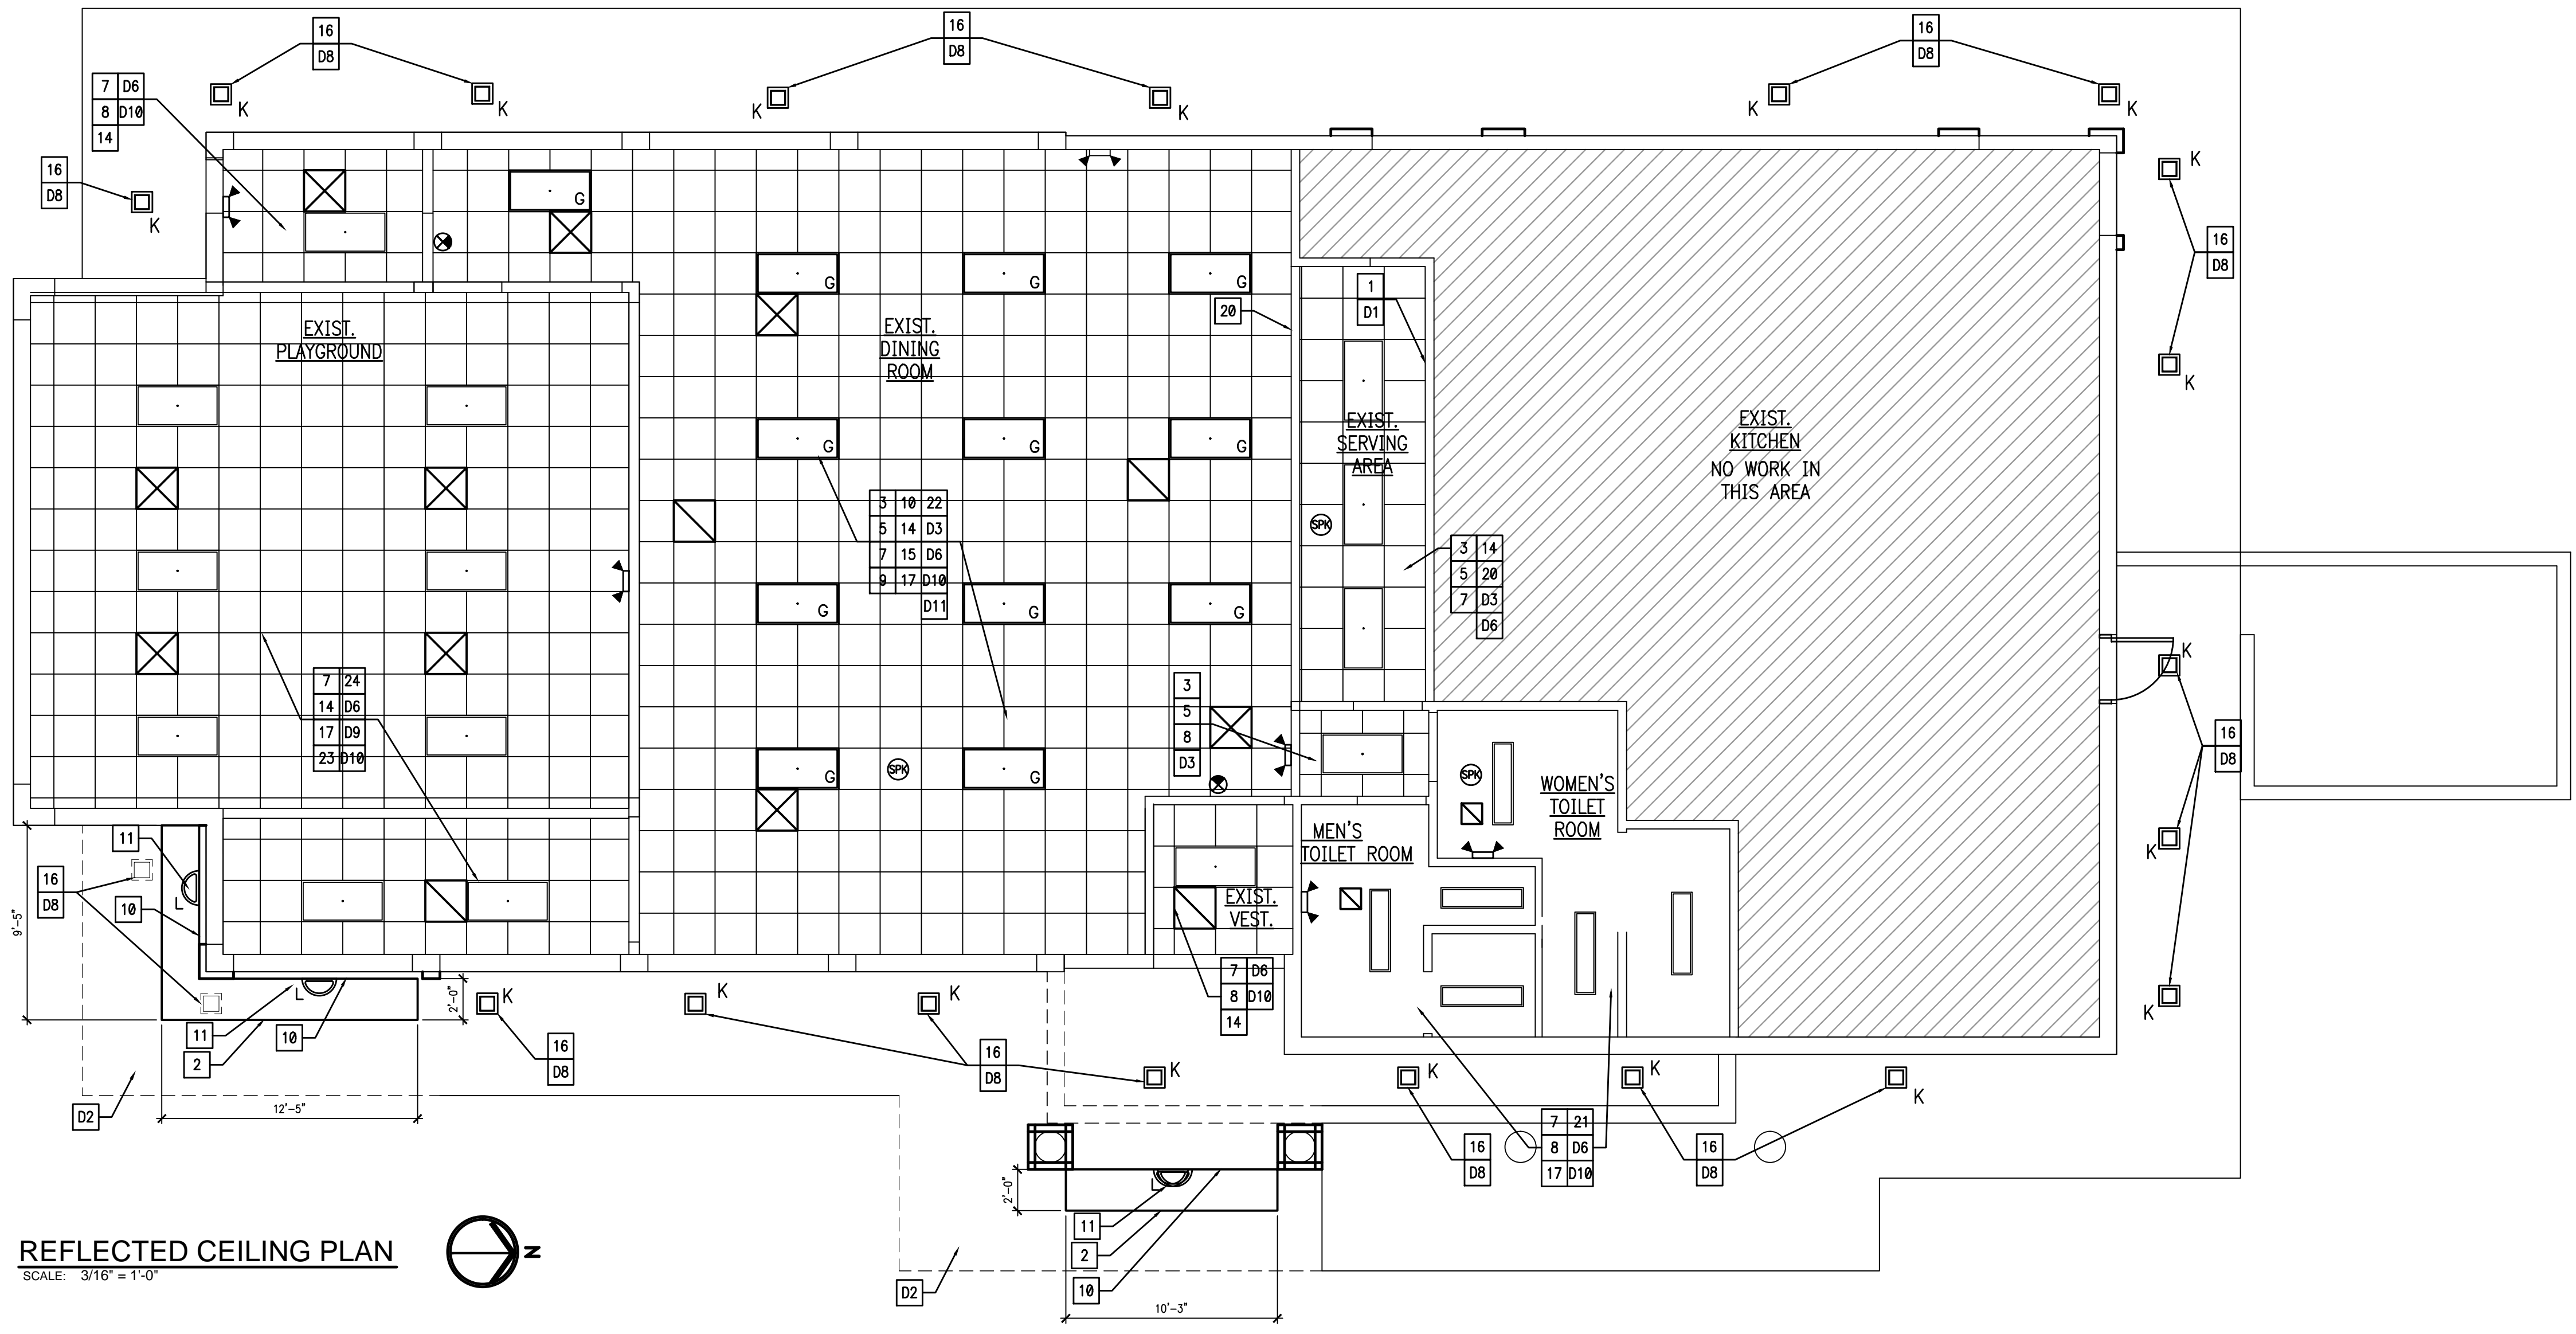 16
D8
16
D8
16
D8
7 D6
8 D10
14
K
K
K
K
K
K
16
D8
K
K
16
D8
K
G
G
G
G
1
D1
20
EXIST.
PLAYGROUND
EXIST.
DINING
ROOM
EXIST.
SERVING
AREA
EXIST.
KITCHEN
NO WORK IN
THIS AREA
G
G
G
3 10 22
5 14 D3
7 15 D6
9 17 D10
D11
SPK
3 14
5 20
7 D3
D6
G
G
G
K
7 24
14 D6
17 D9
23 D10
3
5
8
D3
16
D8
G
SPK
G
SPK
WOMEN'S
TOILET
ROOM
MEN'S
TOILET ROOM
K
11
16
D8
L
10
9'-5"
EXIST.
VEST.
7 D6
8 D10
14
K
L
2'-0"
K
K
K
11
10
2
16
D8
16
D8
K
K
K
K
12'-5"
D2
7 21
8 D6
17 D10
16
D8
16
D8
2'-0"
L
11
2
10
D2
10'-3"
REFLECTED CEILING PLAN
SCALE: 3/16" = 1'-0"
N